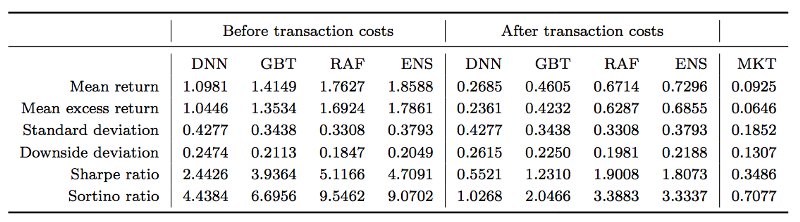 Before transaction costs After transaction costs
DNN GBT RAF ENS DNN GBT RAF ENS MKT
Mean return 1.0981 1.4149 1.7627 1.8588 0.2685 0.4605 0.6714 0.7296 0.0925
Mean excess return 1.0446 1.3534 1.6924 1.7861 0.2361 0.4232 0.6287 0.6855 0.0646
Standard deviation 0.4277 0.3438 0.3308 0.3793 0.4277 0.3438 0.3308 0.3793 0.1852
Downside deviation 0.2474 0.2113 0.1847 0.2049 0.2615 0.2250 0.1981 0.2188 0.1307
Sharpe ratio 2.4426 3.9364 5.1166 4.7091 0.5521 1.2310 1.9008 1.8073 0.3486
Sortino ratio 4.4384 6.6956 9.5462 9.0702 1.0268 2.0466 3.3883 3.3337 0.7077